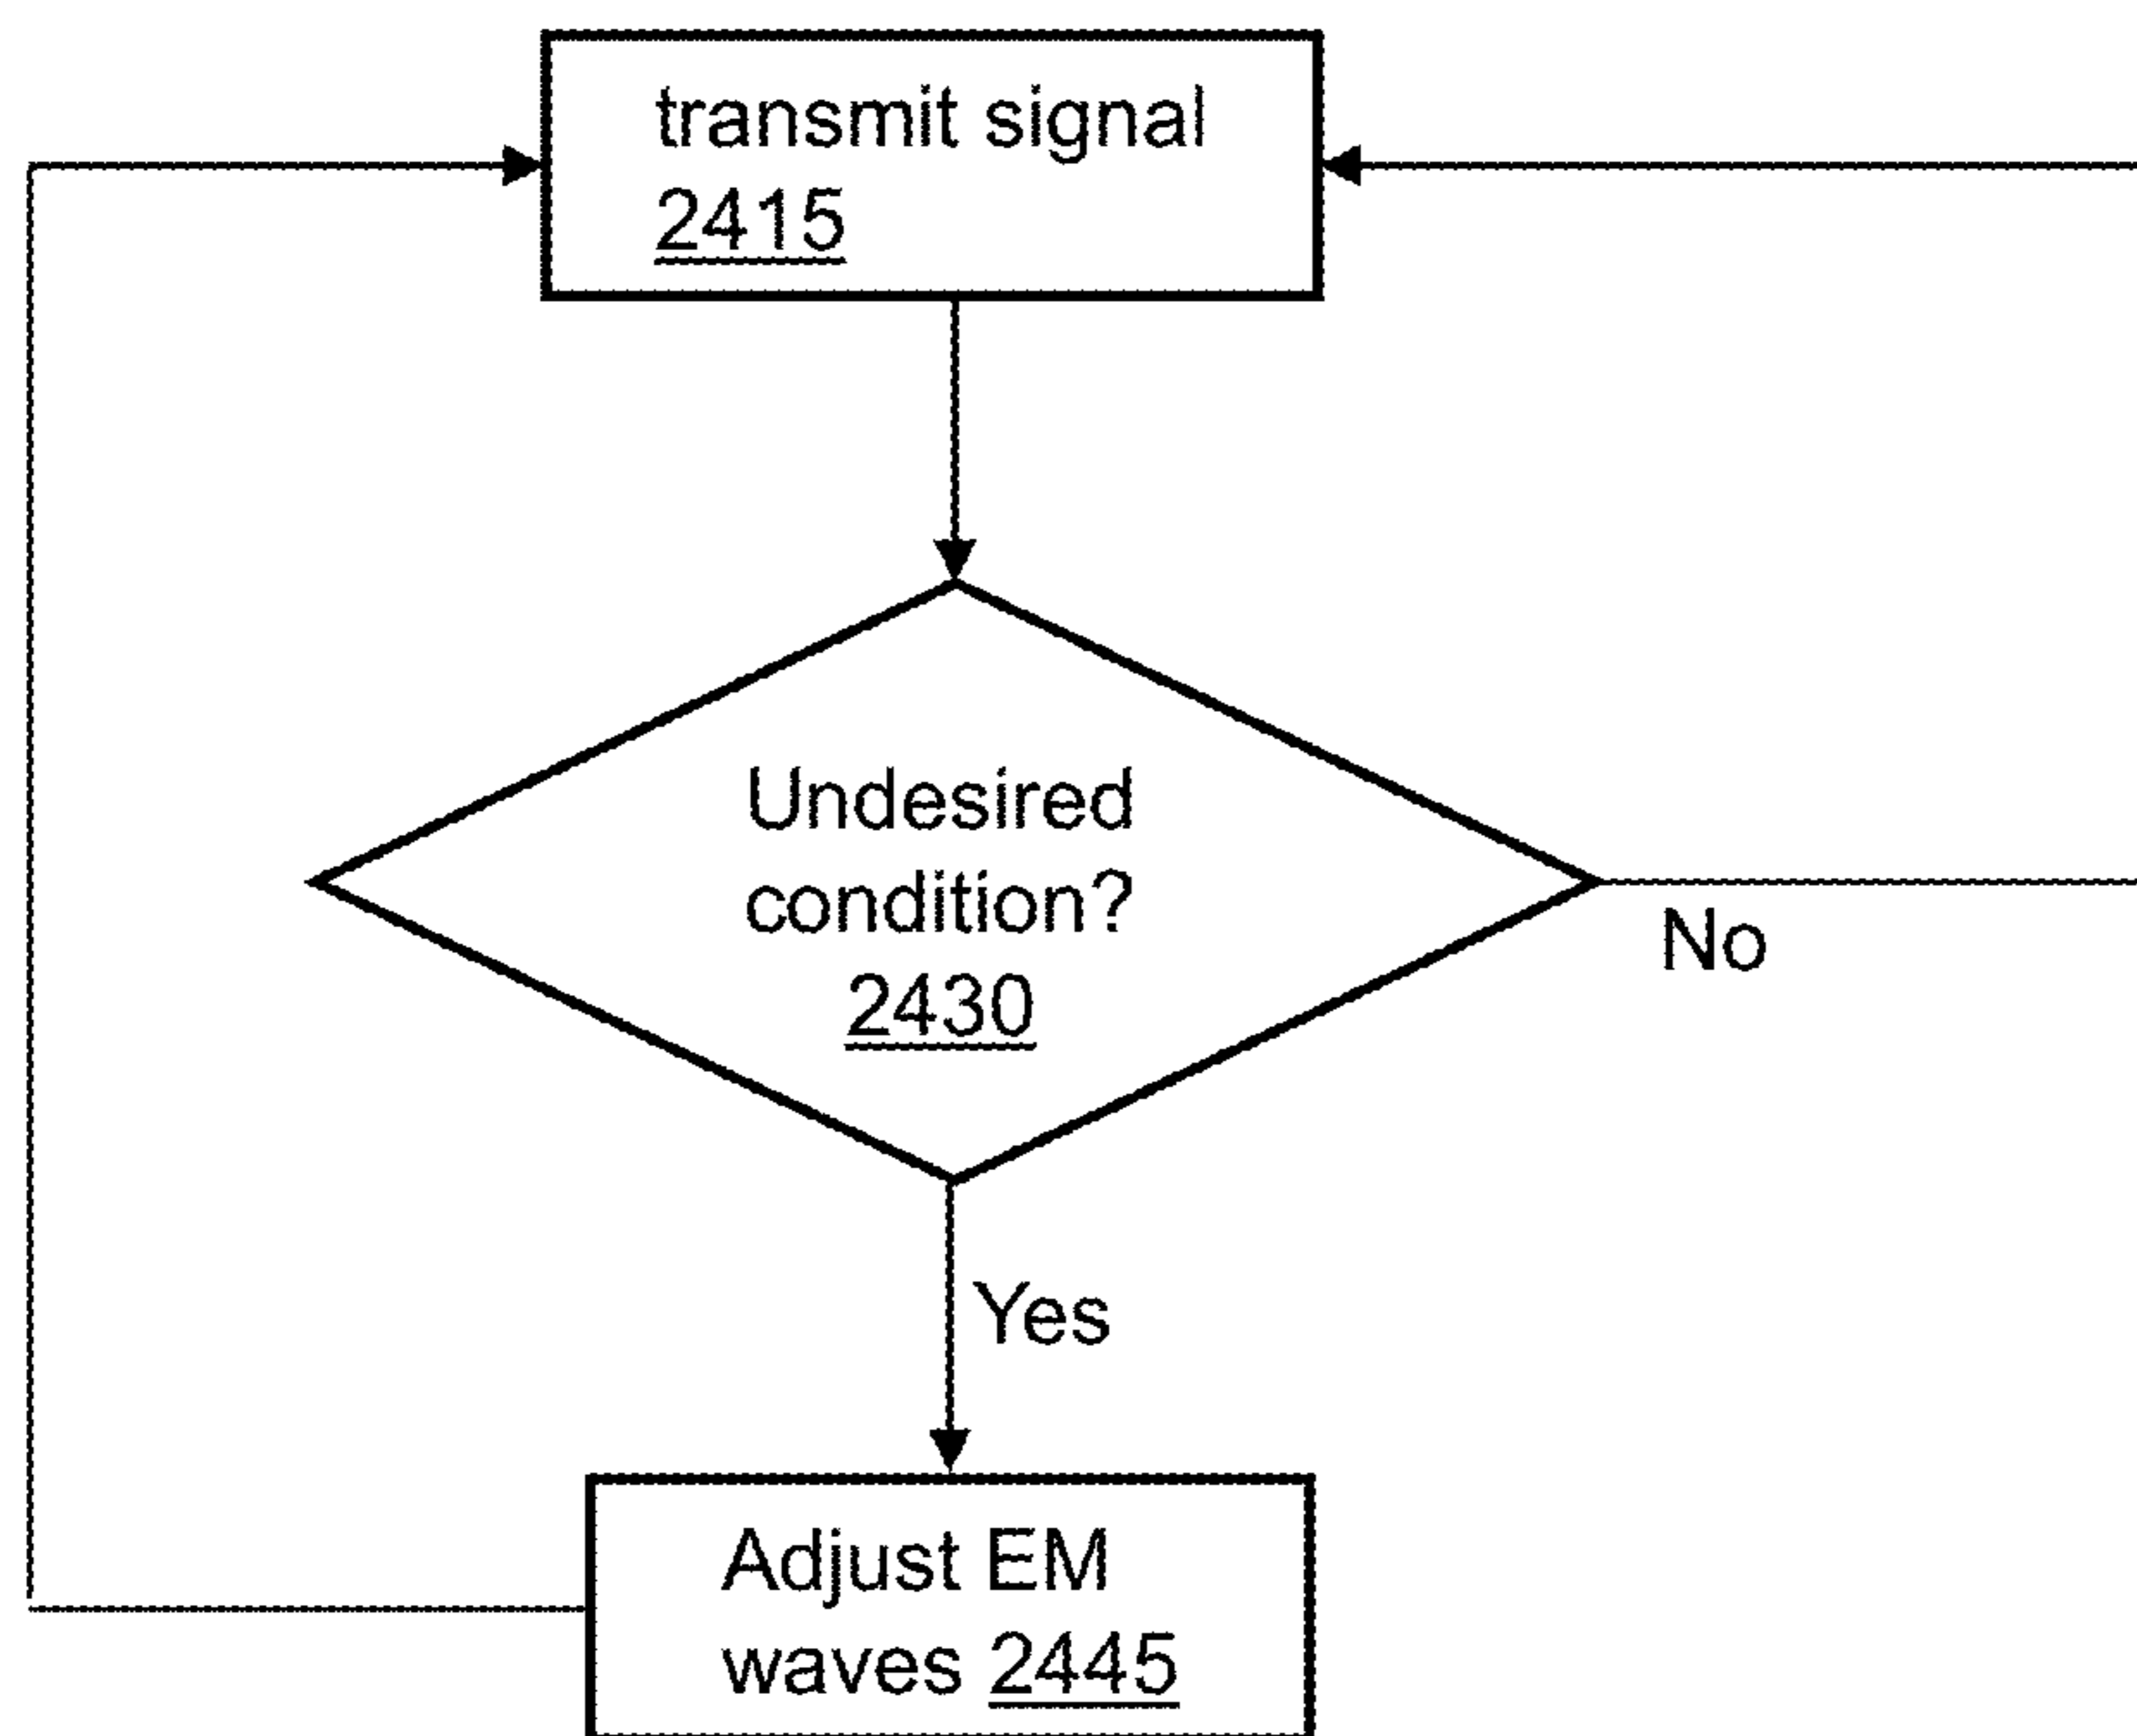 transmit signal
2415
Undesired
condition?
2430
No
Yes
Adjust EM
waves 2445